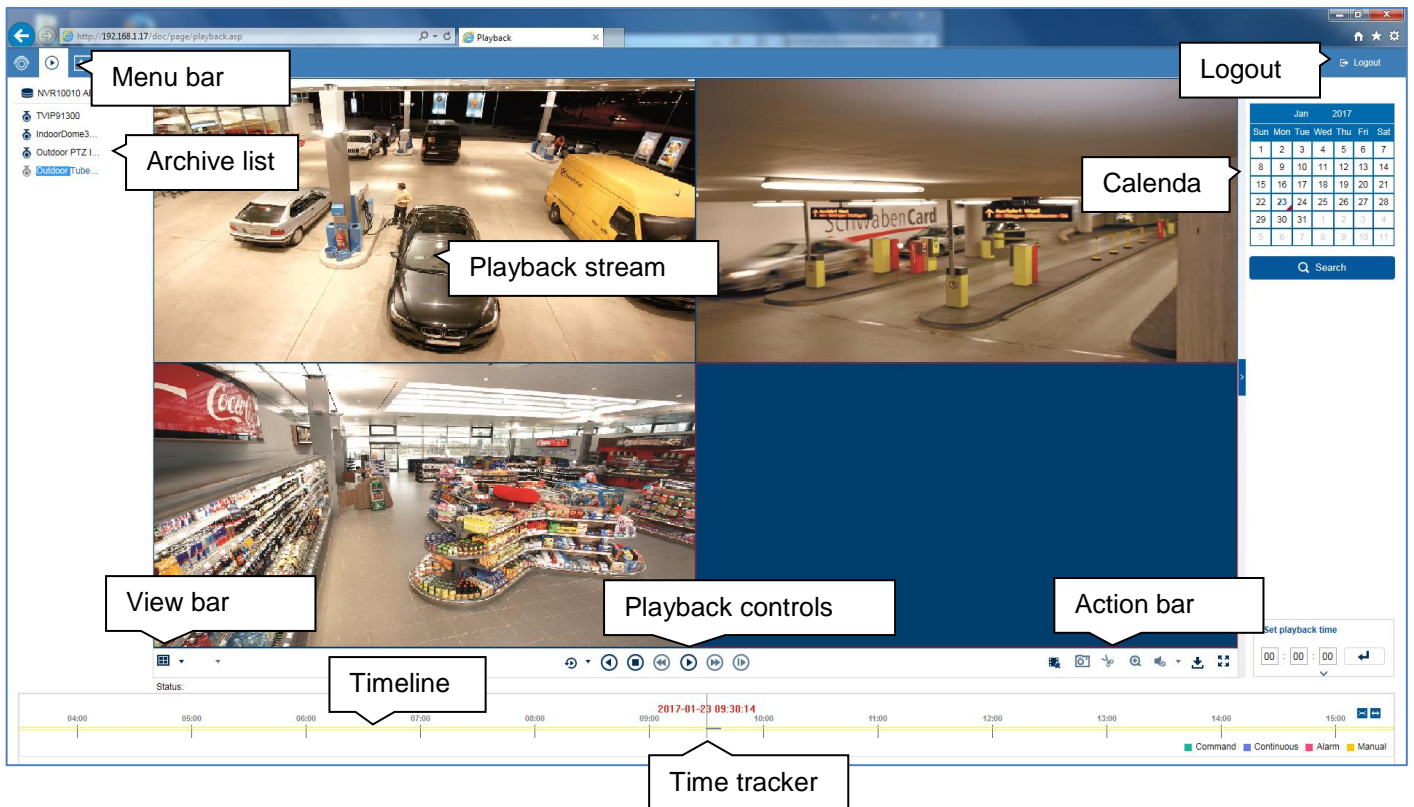 http://192.168.1.17/doc/page/playback.asp
Playback
Menu bar
Logout
Logout
NVR10010
TVIP91300
IndoorDome3...
Outdoor PTZ I...
Outdoor Tube...
Archive list
Jan 2017
Sun Mon Tue Wed Thu Fri Sat
1 2 3 4 5 6 7
8 9 10 11 12 13 14
15 16 17 18 19 20 21
22 23 24 25 26 27 28
29 30 31 1 2 3 4
5 6 7 8 9 10 11
Calenda
Search
Schwaben Card
Playback stream
Coca
View bar
Playback controls
Action bar
Set playback time
00 : 00 : 00
Status:
Timeline
2017-01-23 09:30:14
04:00 05:00 06:00 07:00 08:00 09:00 10:00 11:00 12:00 13:00 14:00 15:00
Command Continuous Alarm Manual
Time tracker